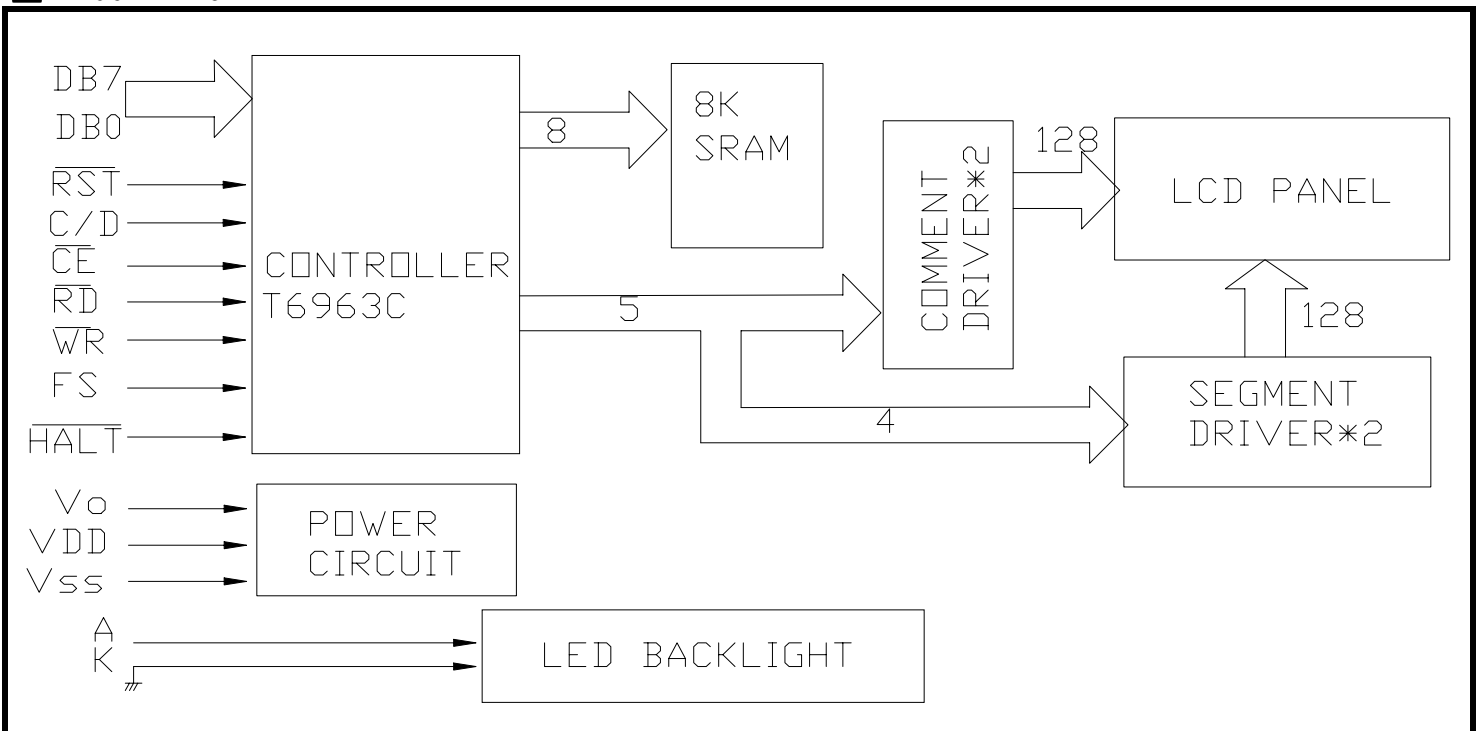 DB7
DB0
RST
C/D
CE
RD
WR
FS
HALT
CONTROLLER
T6963C
8
8K
SRAM
5
4
COMMENT
DRIVER*2
128
LCD PANEL
128
SEGMENT
DRIVER*2
Vo
VDD
Vss
POWER
CIRCUIT
A
K
LED BACKLIGHT